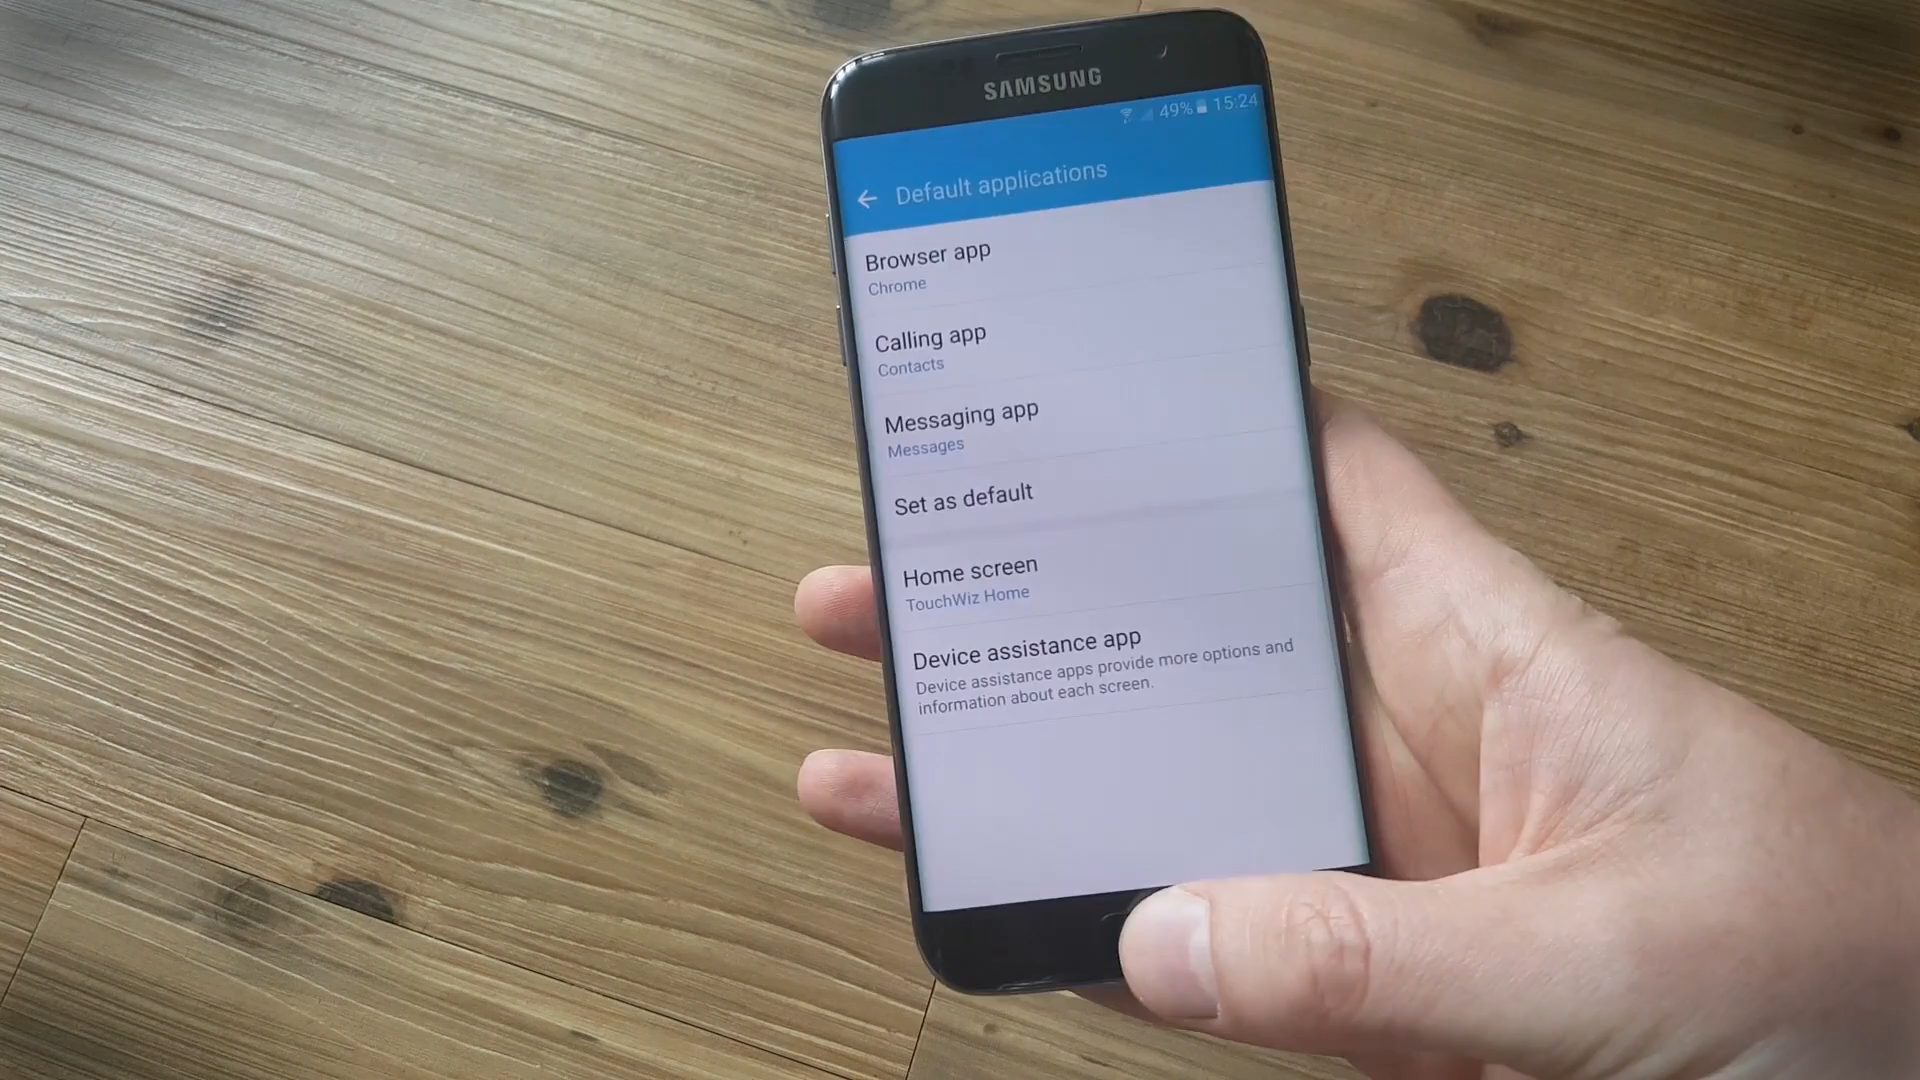 SAMSUNG
49% 15:24
Default applications
Browser app
Chrome
Calling app
Contacts
Messaging app
Messages
Set as default
Home screen
TouchWiz Home
Device assistance app
Device assistance apps provide more options and
information about each screen.